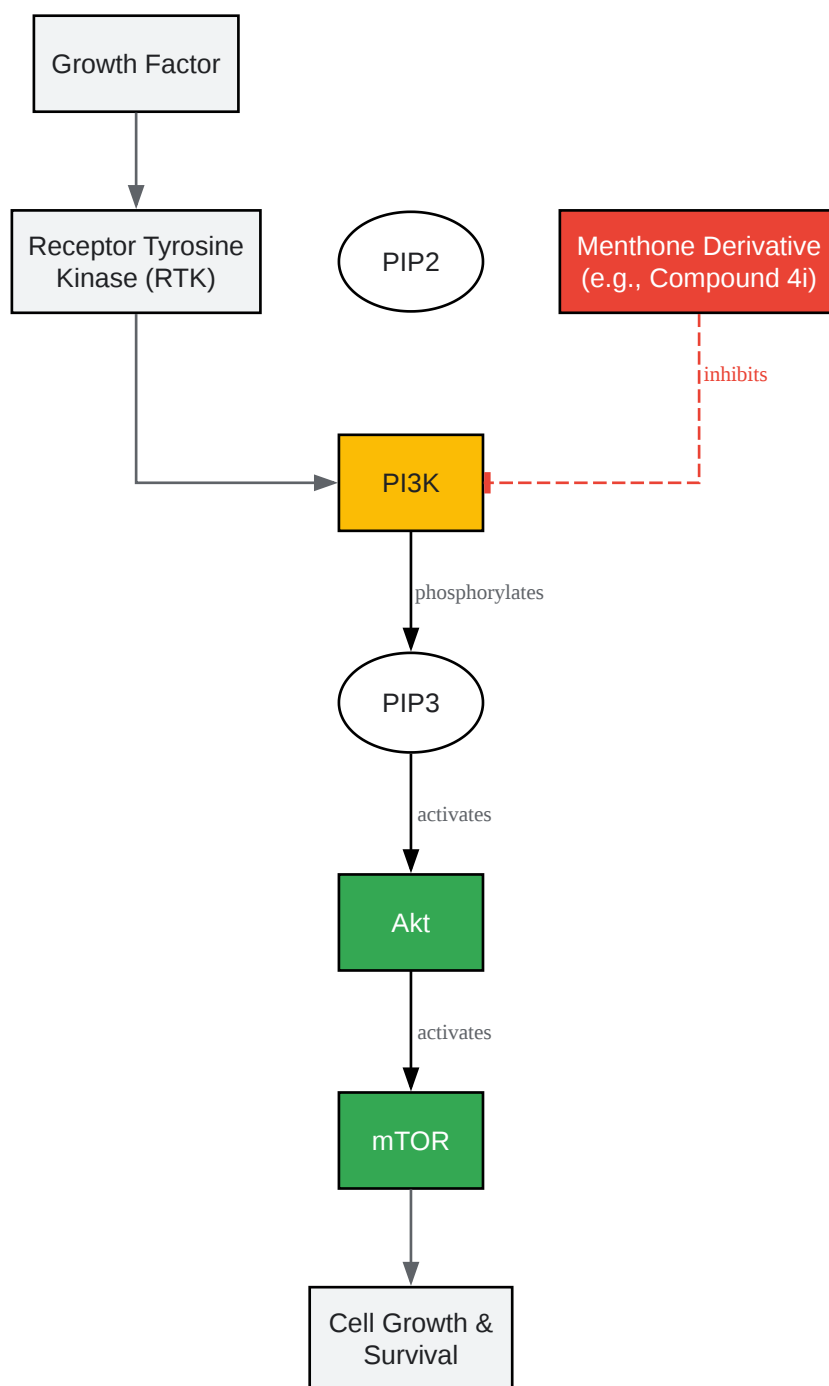 Growth Factor
Receptor Tyrosine
Kinase (RTK)
PIP2
Menthone Derivative
(e.g., Compound 4i)
inhibits
PI3K
phosphorylates
PIP3
activates
Akt
activates
mTOR
Cell Growth &
Survival